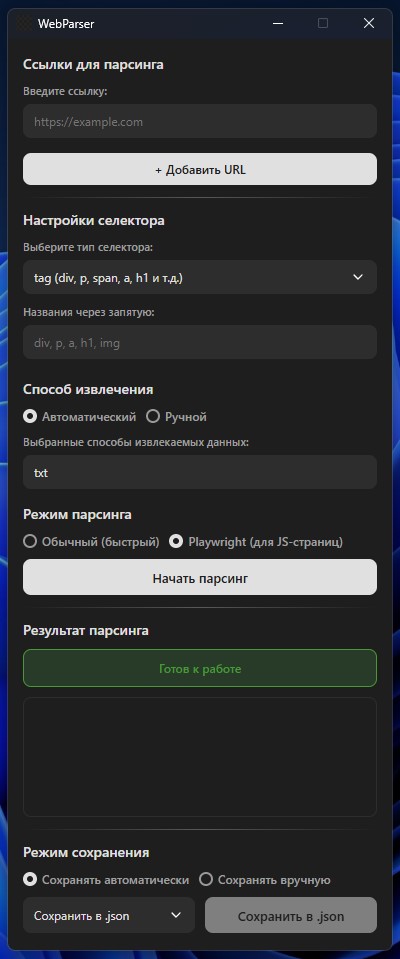 WebParser
Ссылки для парсинга
Введите ссылку:
https://example.com
+ Добавить URL
Настройки селектора
Выберите тип селектора:
tag (div, p, span, a, h1 и т.д.)
Названия через запятую:
div, p, a, h1, img
Способ извлечения
Автоматический Ручной
Выбранные способы извлекаемых данных:
txt
Режим парсинга
Обычный (быстрый) Playwright (для JS-страниц)
Начать парсинг
Результат парсинга
Готов к работе
Режим сохранения
Сохранять автоматически Сохранять вручную
Сохранить в .json Сохранить в .json